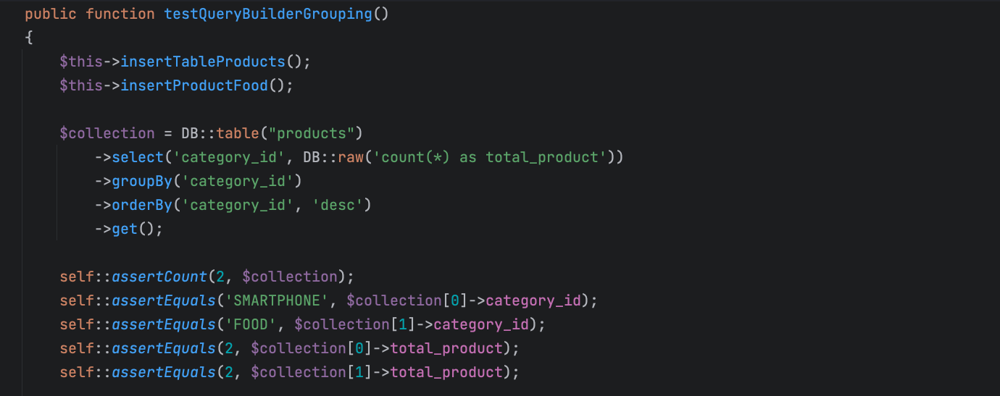 public function testQueryBuilderGrouping()
{
$this->insertTableProducts();
$this->insertProductFood();
$collection = DB::table("products")
->select('category_id', DB::raw('count(*) as total_product'))
->groupBy('category_id')
->orderBy('category_id', 'desc')
->get();
self::assertCount(2, $collection);
self::assertEquals('SMARTPHONE', $collection[0]->category_id);
self::assertEquals('FOOD', $collection[1]->category_id);
self::assertEquals(2, $collection[0]->total_product);
self::assertEquals(2, $collection[1]->total_product);